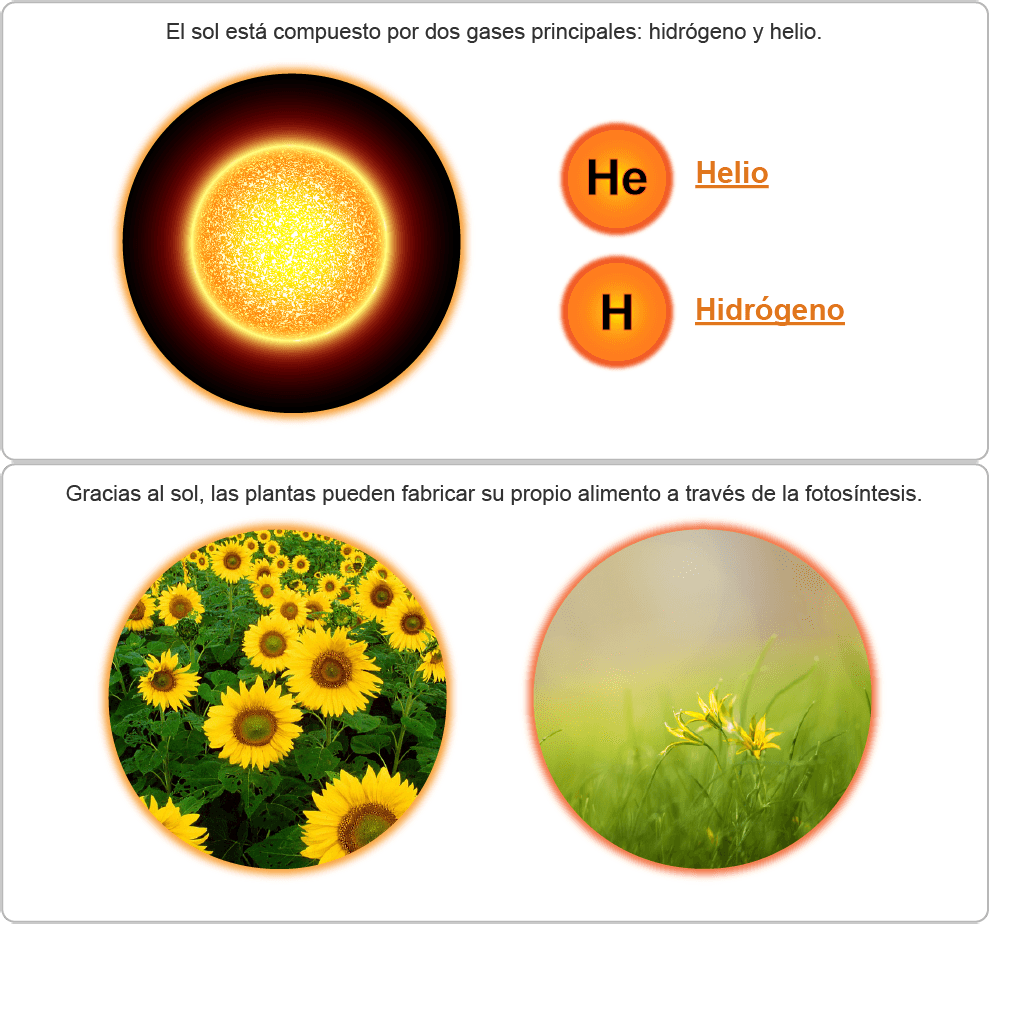 El sol está compuesto por dos gases principales: hidrógeno y helio.
He
Helio
H
Hidrógeno
Gracias al sol, las plantas pueden fabricar su propio alimento a través de la fotosíntesis.